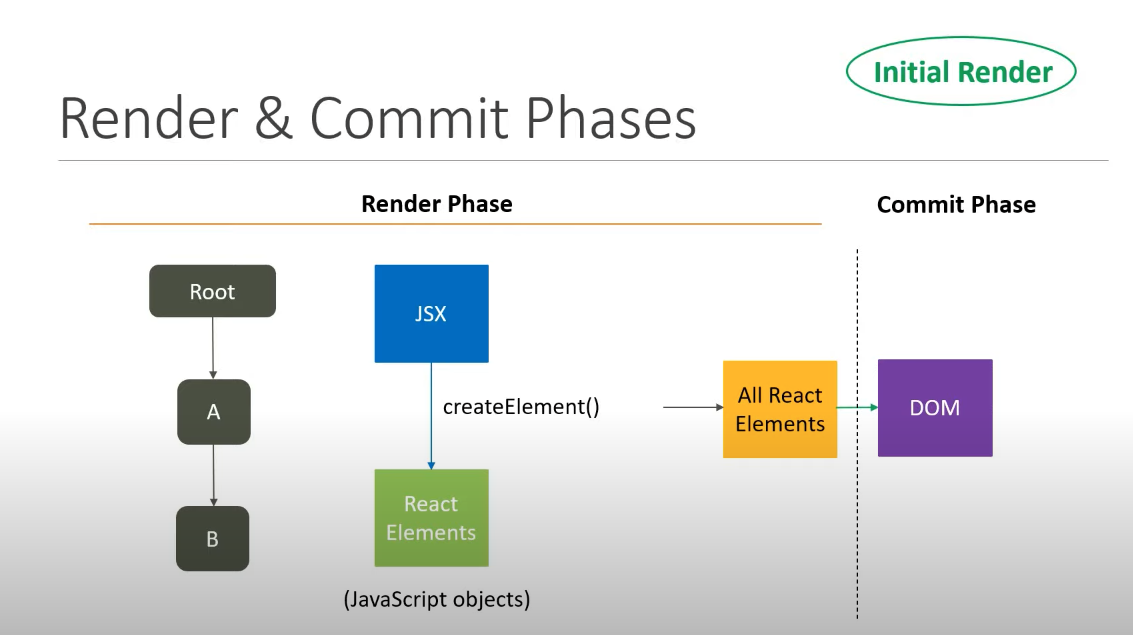 Initial Render
Render & Commit Phases
Render Phase
Commit Phase
Root
JSX
A
createElement()
All React
Elements
DOM
React
Elements
B
(JavaScript objects)